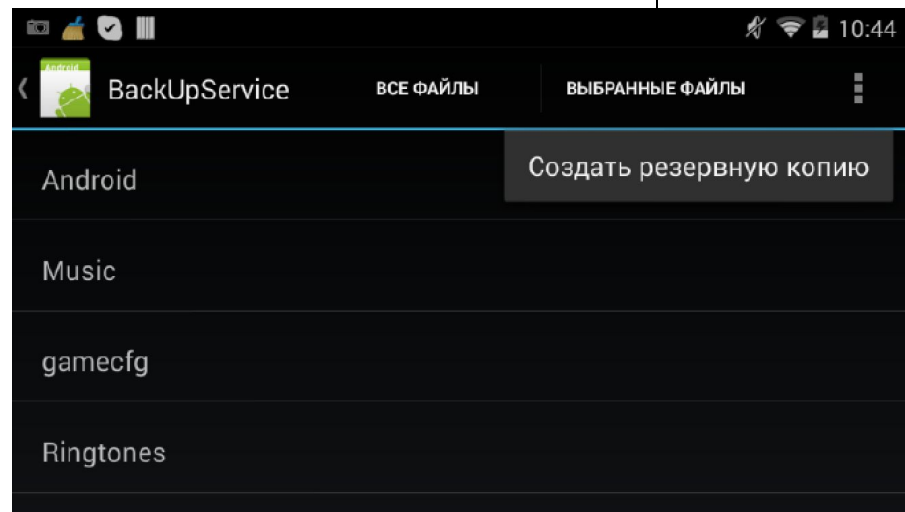 10:44
Android
BackUpService ВСЕ ФАЙЛЫ ВЫБРАННЫЕ ФАЙЛЫ
Создать резервную копию
Android
Music
gamecfg
Ringtones